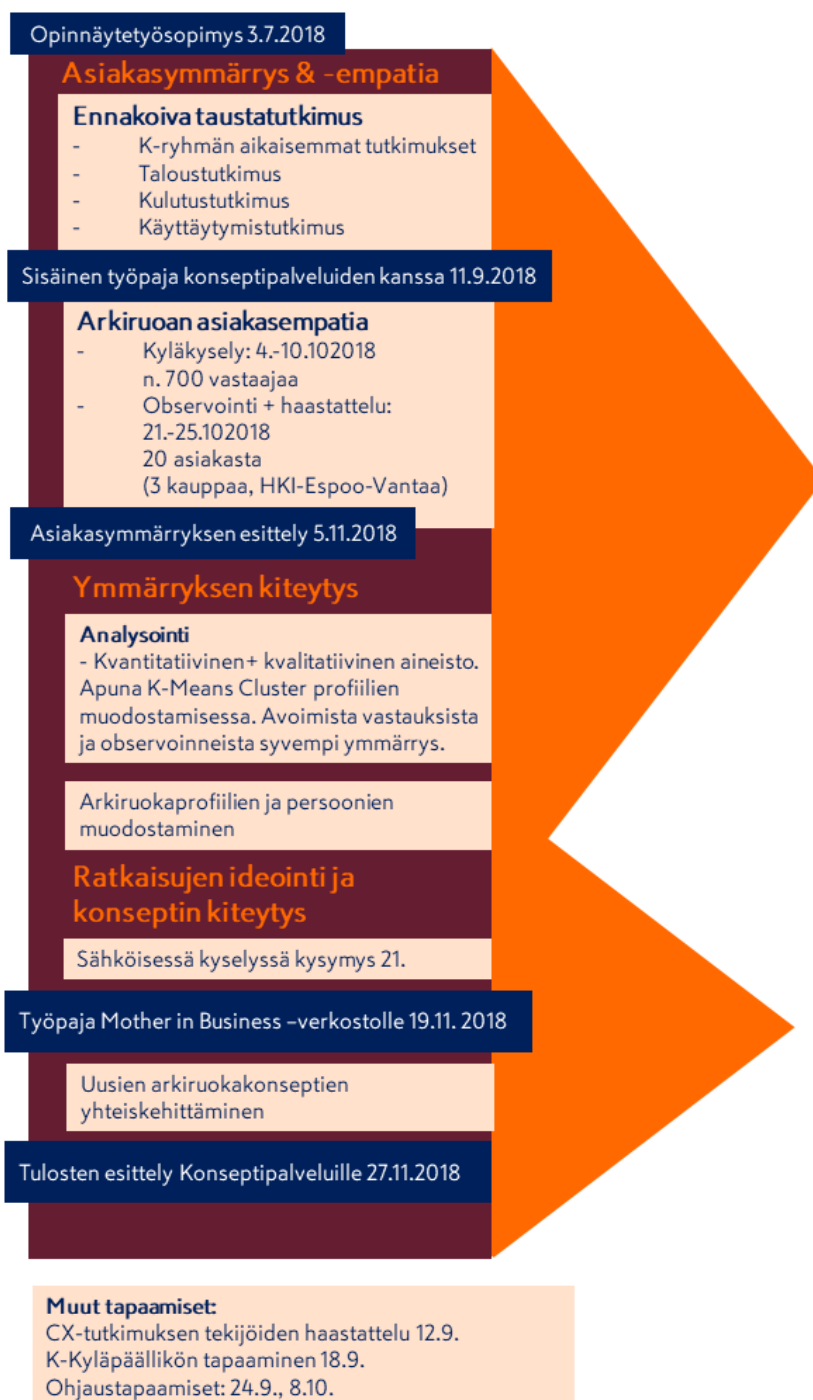 Opinnäytetyösopimys 3.7.2018
Asiakasymmärrys & -empatia
Ennakoiva taustatutkimus
- K-ryhmän aikaisemmat tutkimukset
- Taloustutkimus
- Kulutustutkimus
- Käyttäytymistutkimus
Sisäinen työpaja konseptipalveluiden kanssa 11.9.2018
Arkiruoan asiakasempatia
- Kyläkysely: 4.-10.102018
n. 700 vastaajaa
- Observointi + haastattelu:
21.-25.102018
20 asiakasta
(3 kauppaa, HKI-Espoo-Vantaa)
Asiakasymmärryksen esittely 5.11.2018
Ymmärryksen kiteytys
Analysointi
- Kvantitatiivinen+ kvalitatiivinen aineisto.
Apuna K-Means Cluster profiilien
muodostamisessa. Avoimista vastauksista
ja observoinneista syvempi ymmärrys.
Arkiruokaprofiilien ja persoonien
muodostaminen
Ratkaisujen ideointi ja
konseptin kiteytys
Sähköisessä kyselyssä kysymys 21.
Työpaja Mother in Business –verkostolle 19.11. 2018
Uusien arkiruokakonseptien
yhteiskehittäminen
Tulosten esittely Konseptipalveluille 27.11.2018
Muut tapaamiset:
CX-tutkimuksen tekijöiden haastattelu 12.9.
K-Kyläpäällikön tapaaminen 18.9.
Ohjaustapaamiset: 24.9., 8.10.